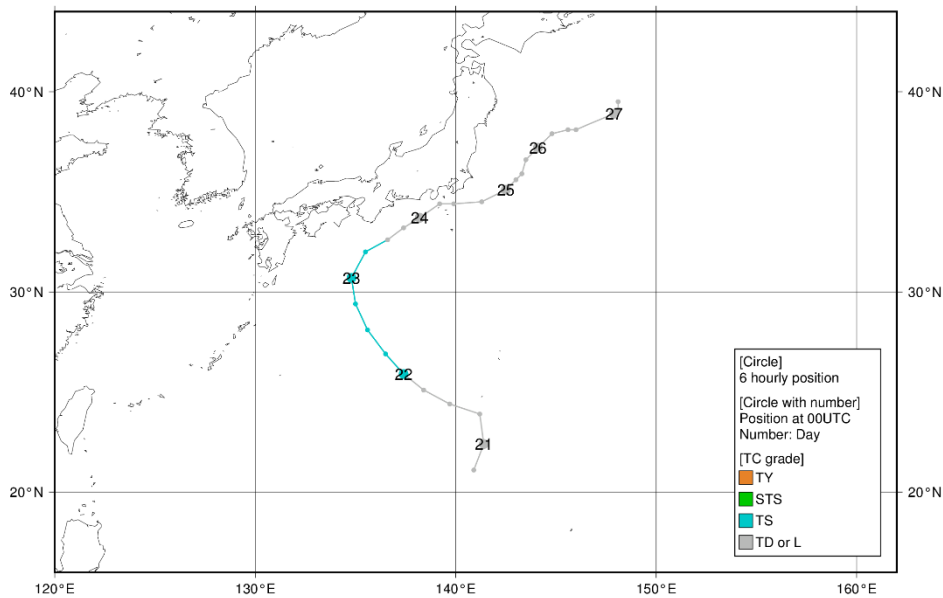 40°N
40°N
27
26
25
24
23
30°N
30°N
22
21
20°N
20°N
[Circle]
6 hourly position
[Circle with number]
Position at 00UTC
Number: Day
[TC grade]
TY
STS
TS
TD or L
120°E
130°E
140°E
150°E
160°E